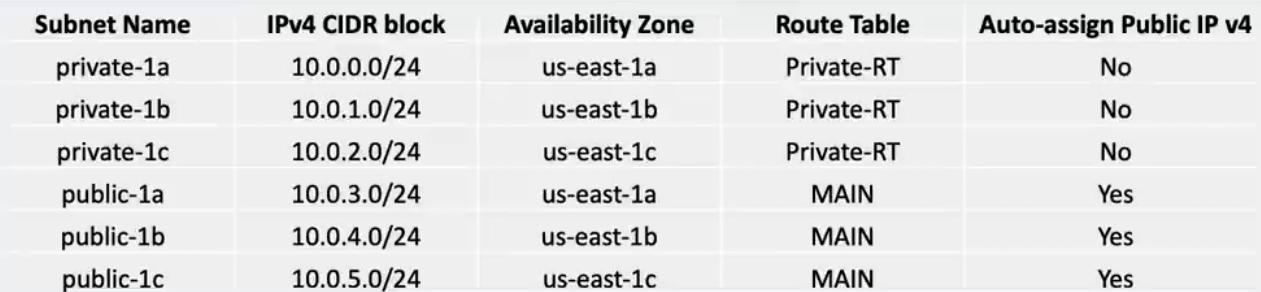 Subnet Name IPv4 CIDR block Availability Zone Route Table Auto-assign Public IP v4
private-1a 10.0.0.0/24 us-east-1a Private-RT No
private-1b 10.0.1.0/24 us-east-1b Private-RT No
private-1c 10.0.2.0/24 us-east-1c Private-RT No
public-1a 10.0.3.0/24 us-east-1a MAIN Yes
public-1b 10.0.4.0/24 us-east-1b MAIN Yes
public-1c 10.0.5.0/24 us-east-1c MAIN Yes